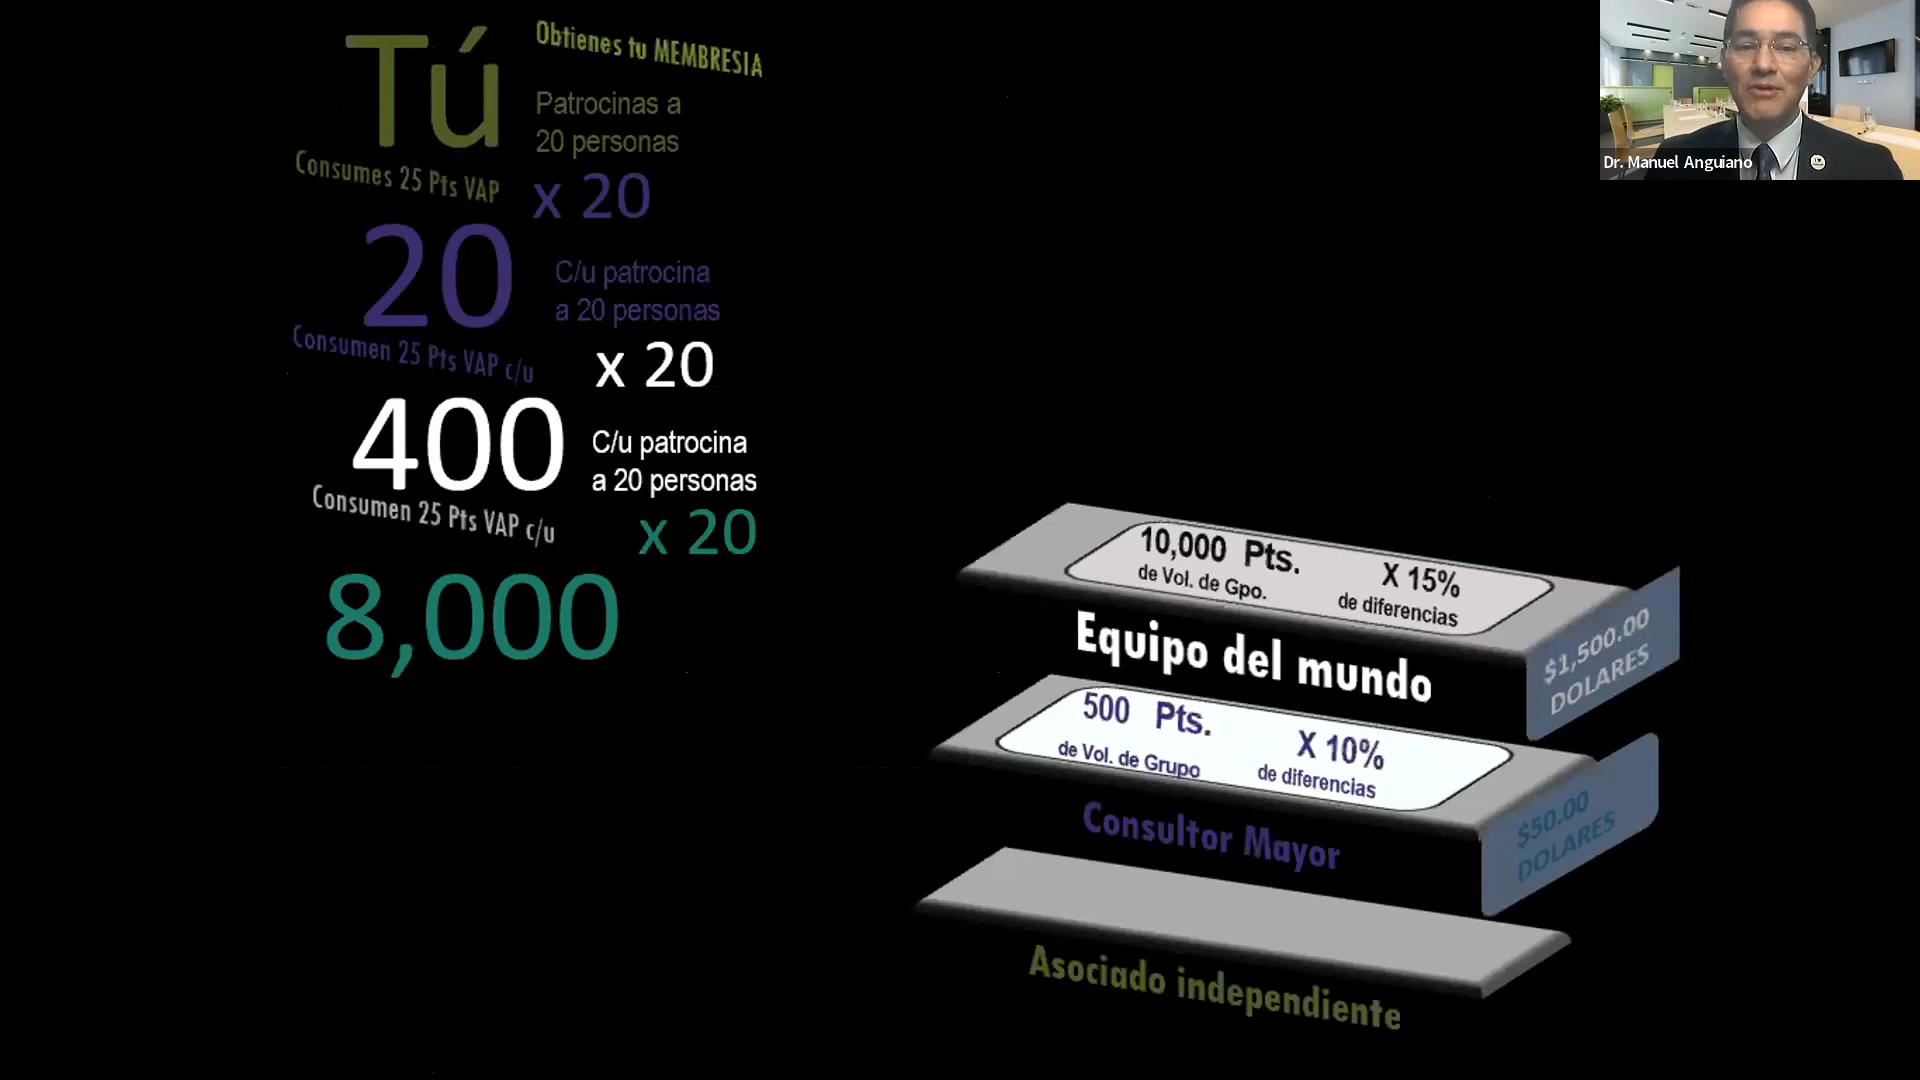 Tú
Obtienes tu MEMBRESIA
Patrocinas a
20 personas
Consumes 25 Pts VAP
x 20
20
C/u patrocina
a 20 personas
Consumen 25 Pts VAP c/u
x 20
400
C/u patrocina
a 20 personas
Consumen 25 Pts VAP c/u
x 20
8,000
Dr. Manuel Anguiano
10,000 Pts. X 15%
de Vol. de Gpo. de diferencias
Equipo del mundo
$1,500.00
DOLARES
500 Pts. X 10%
de Vol. de Grupo de diferencias
Consultor Mayor
$50.00
DOLARES
Asociado independiente